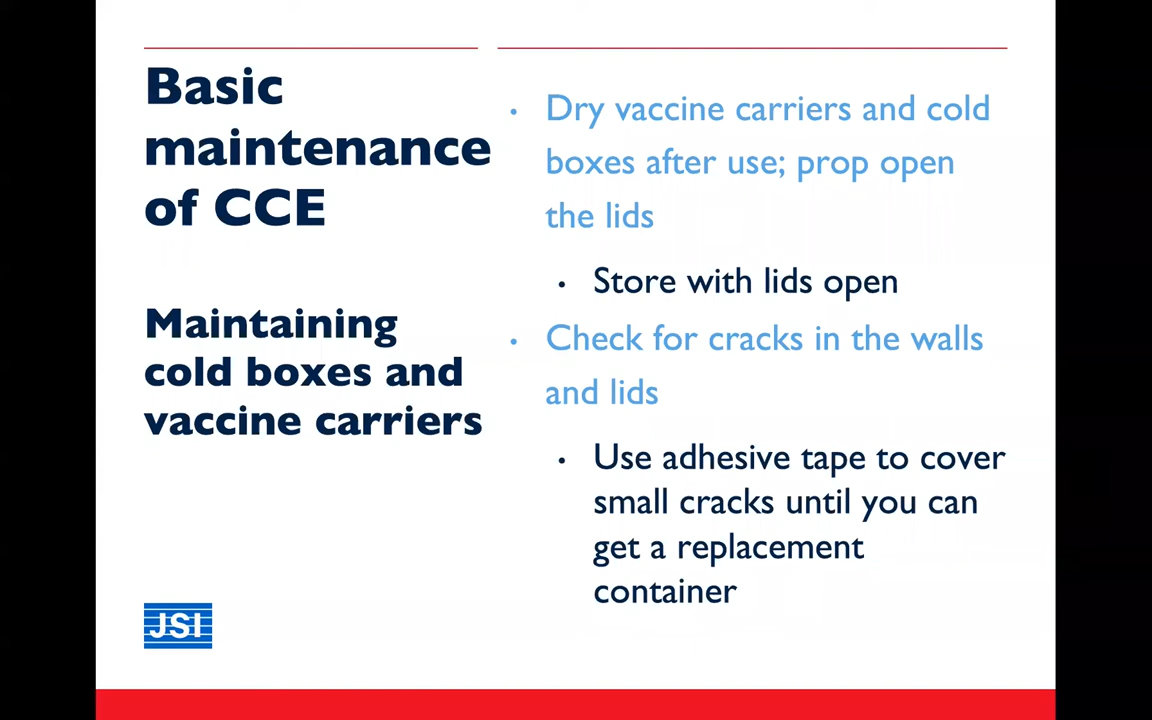 Basic
maintenance
of CCE
Maintaining
cold boxes and
vaccine carriers
• Dry vaccine carriers and cold
boxes after use; prop open
the lids
• Store with lids open
• Check for cracks in the walls
and lids
• Use adhesive tape to cover
small cracks until you can
get a replacement
container
JSI